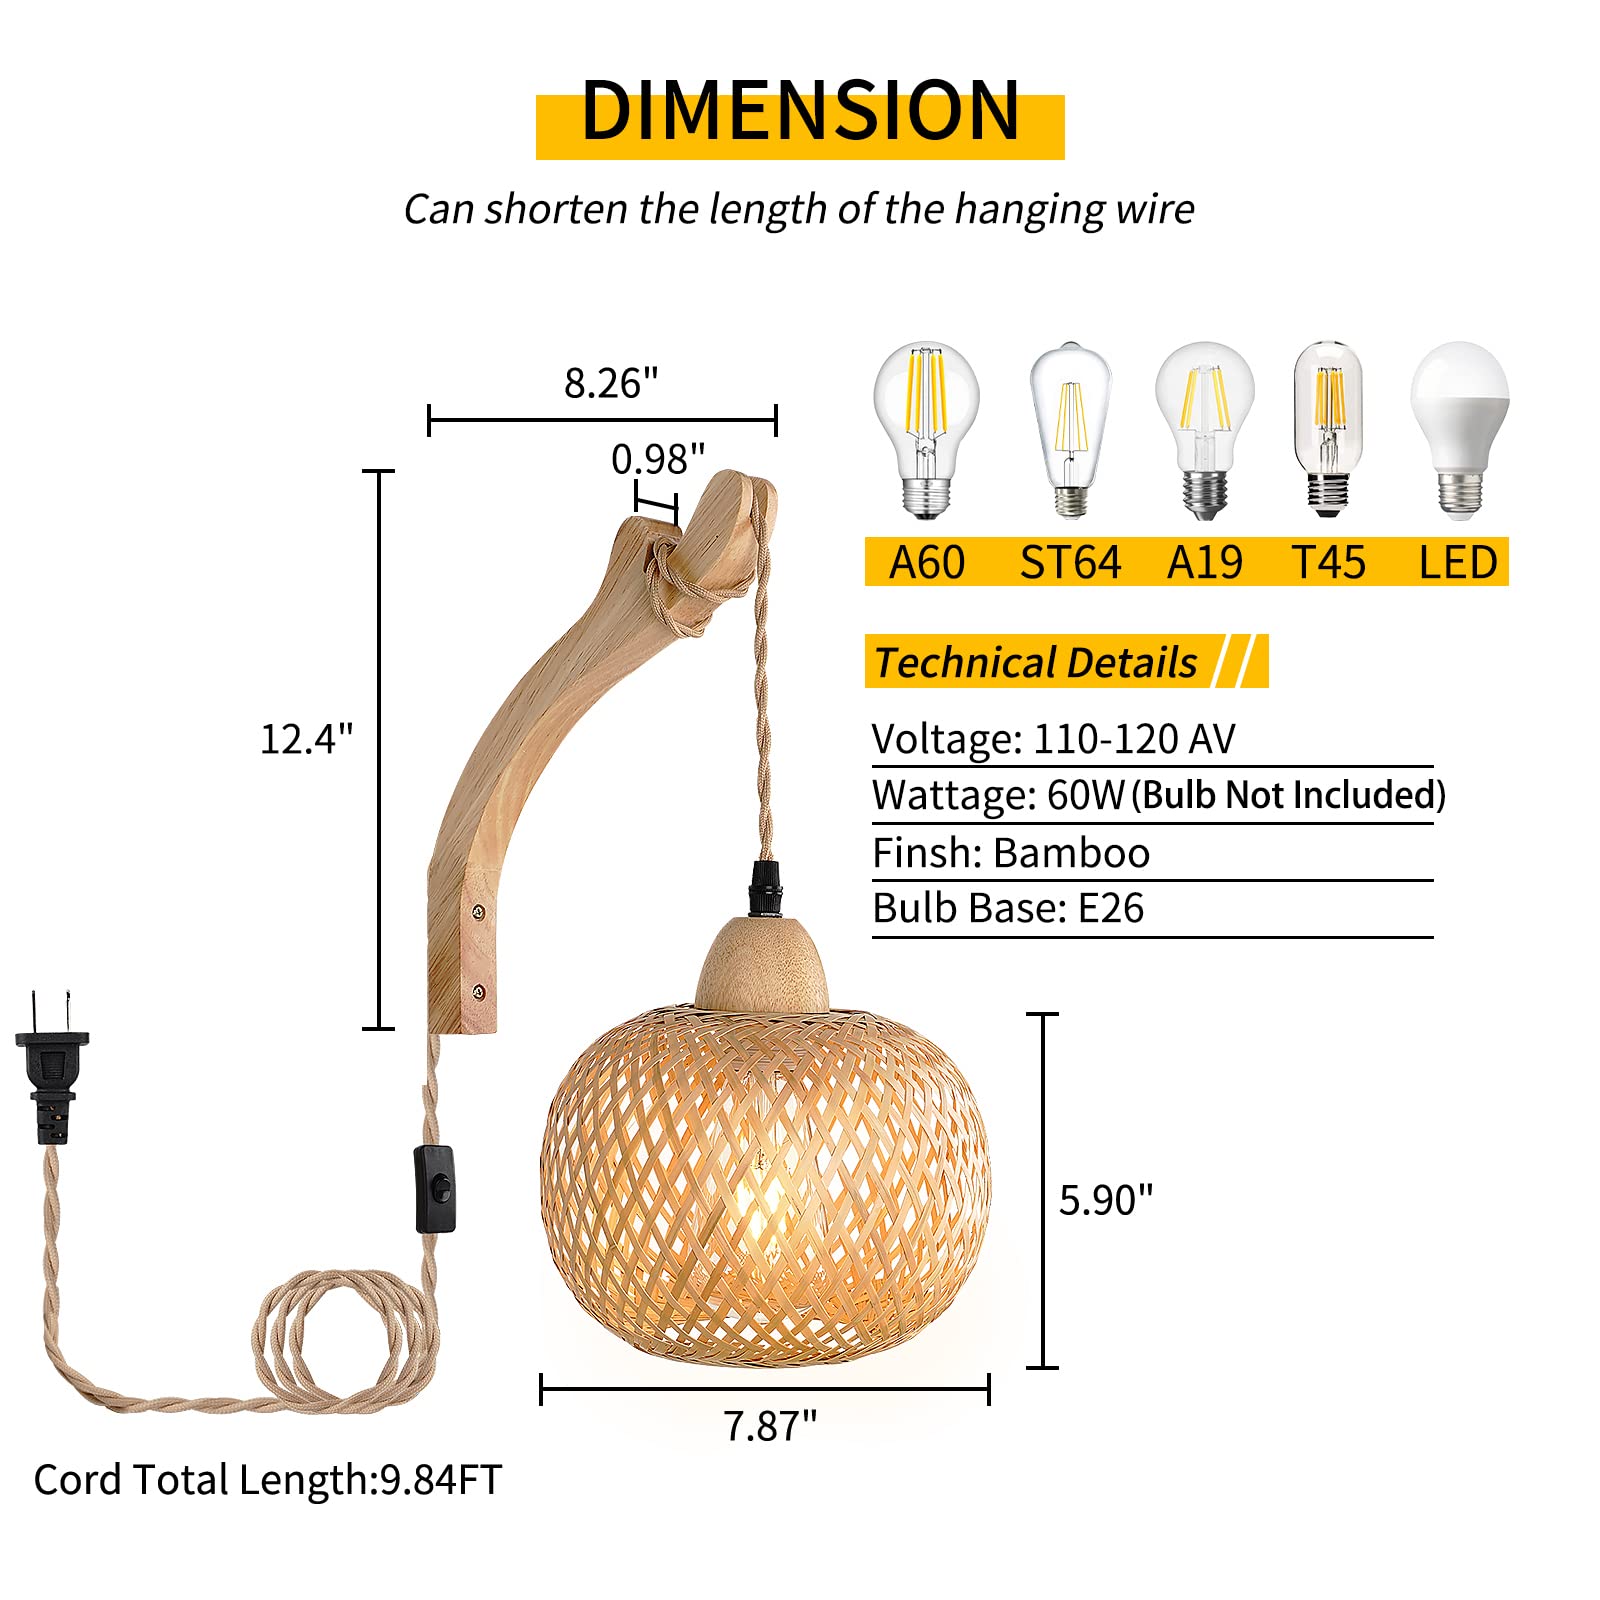 DIMENSION
Can shorten the length of the hanging wire
8.26"
0.98"
12.4"
A60 ST64 A19 T45 LED
Technical Details
Voltage: 110-120 AV
Wattage: 60W(Bulb Not Included)
Finsh: Bamboo
Bulb Base: E26
5.90"
7.87"
Cord Total Length:9.84FT